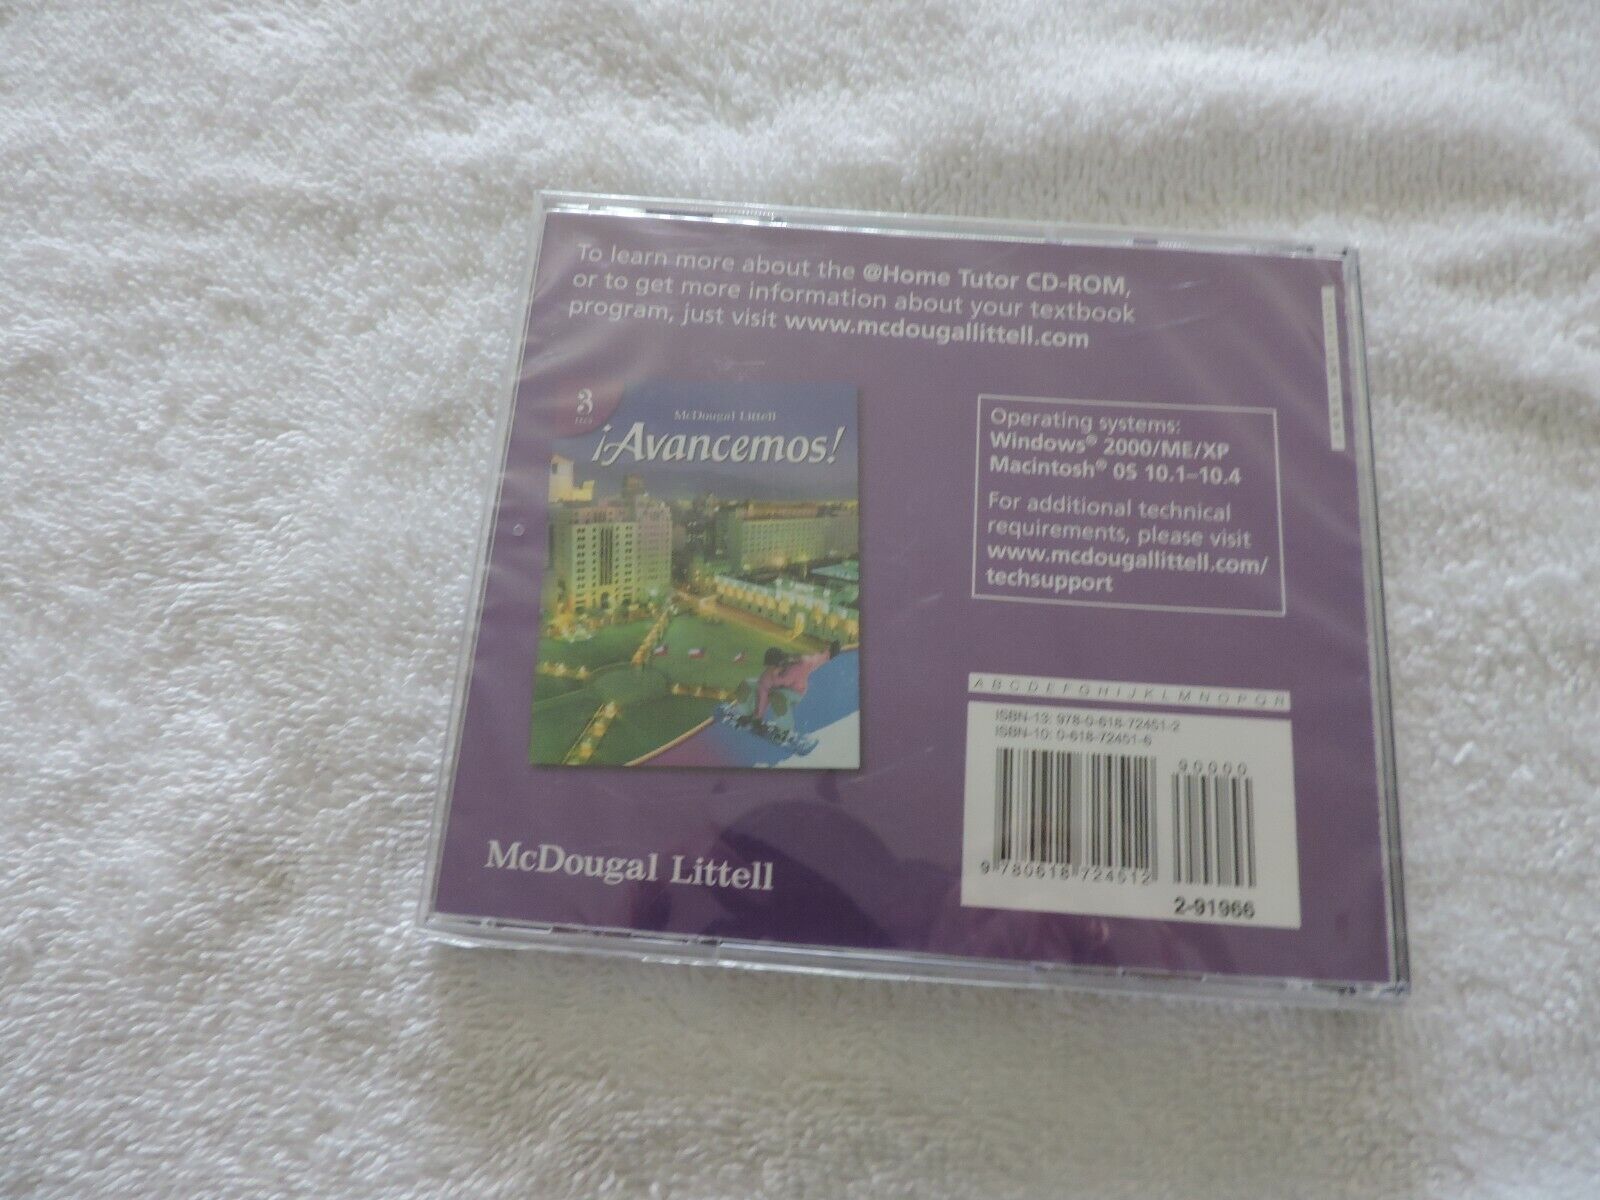 To learn more about the @Home Tutor CD-ROM,
or to get more information about your textbook
program, just visit www.mcdougallittell.com
3
McDougal Littell
¡Avancemos!
Operating systems:
Windows® 2000/ME/XP
Macintosh® OS 10.1–10.4
For additional technical
requirements, please visit
www.mcdougallittell.com/
techsupport
A B C D E F G H I J K L M N O P Q R
ISBN-13: 978-0-618-72451-2
ISBN-10: 0-618-72451-6
90000
9 780618 724512
2-91966
McDougal Littell